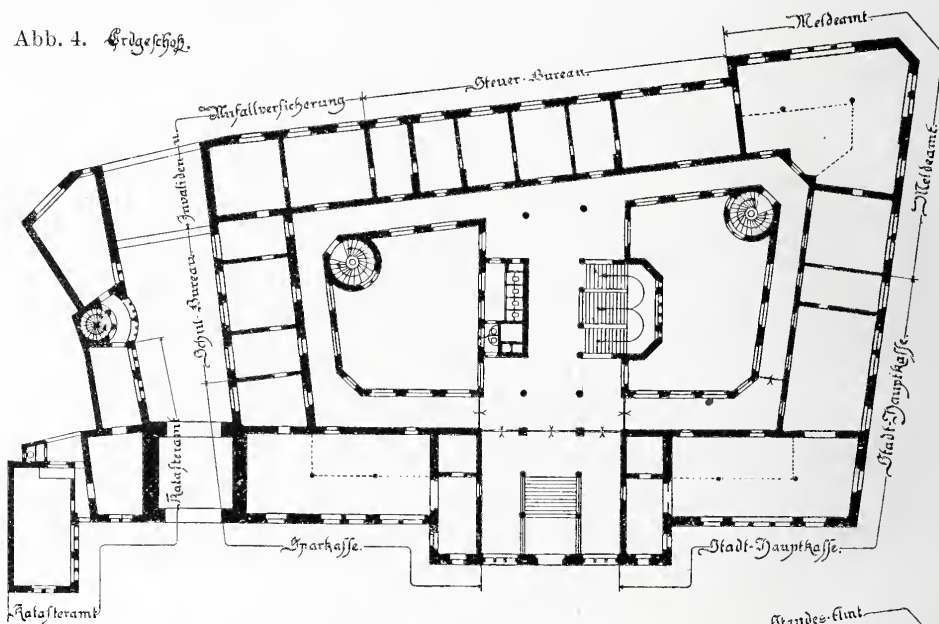 Abb. 4. Erdgeschoß.
Meldeamt.
Steuer-Bureau.
Invaliden- u.
Unfallversicherung
Meldeamt.
Schul-Bureau.
Stadt-Hauptkasse.
Katasteramt
Sparkasse.
Stadt-Hauptkasse.
Katasteramt
Standes-Amt